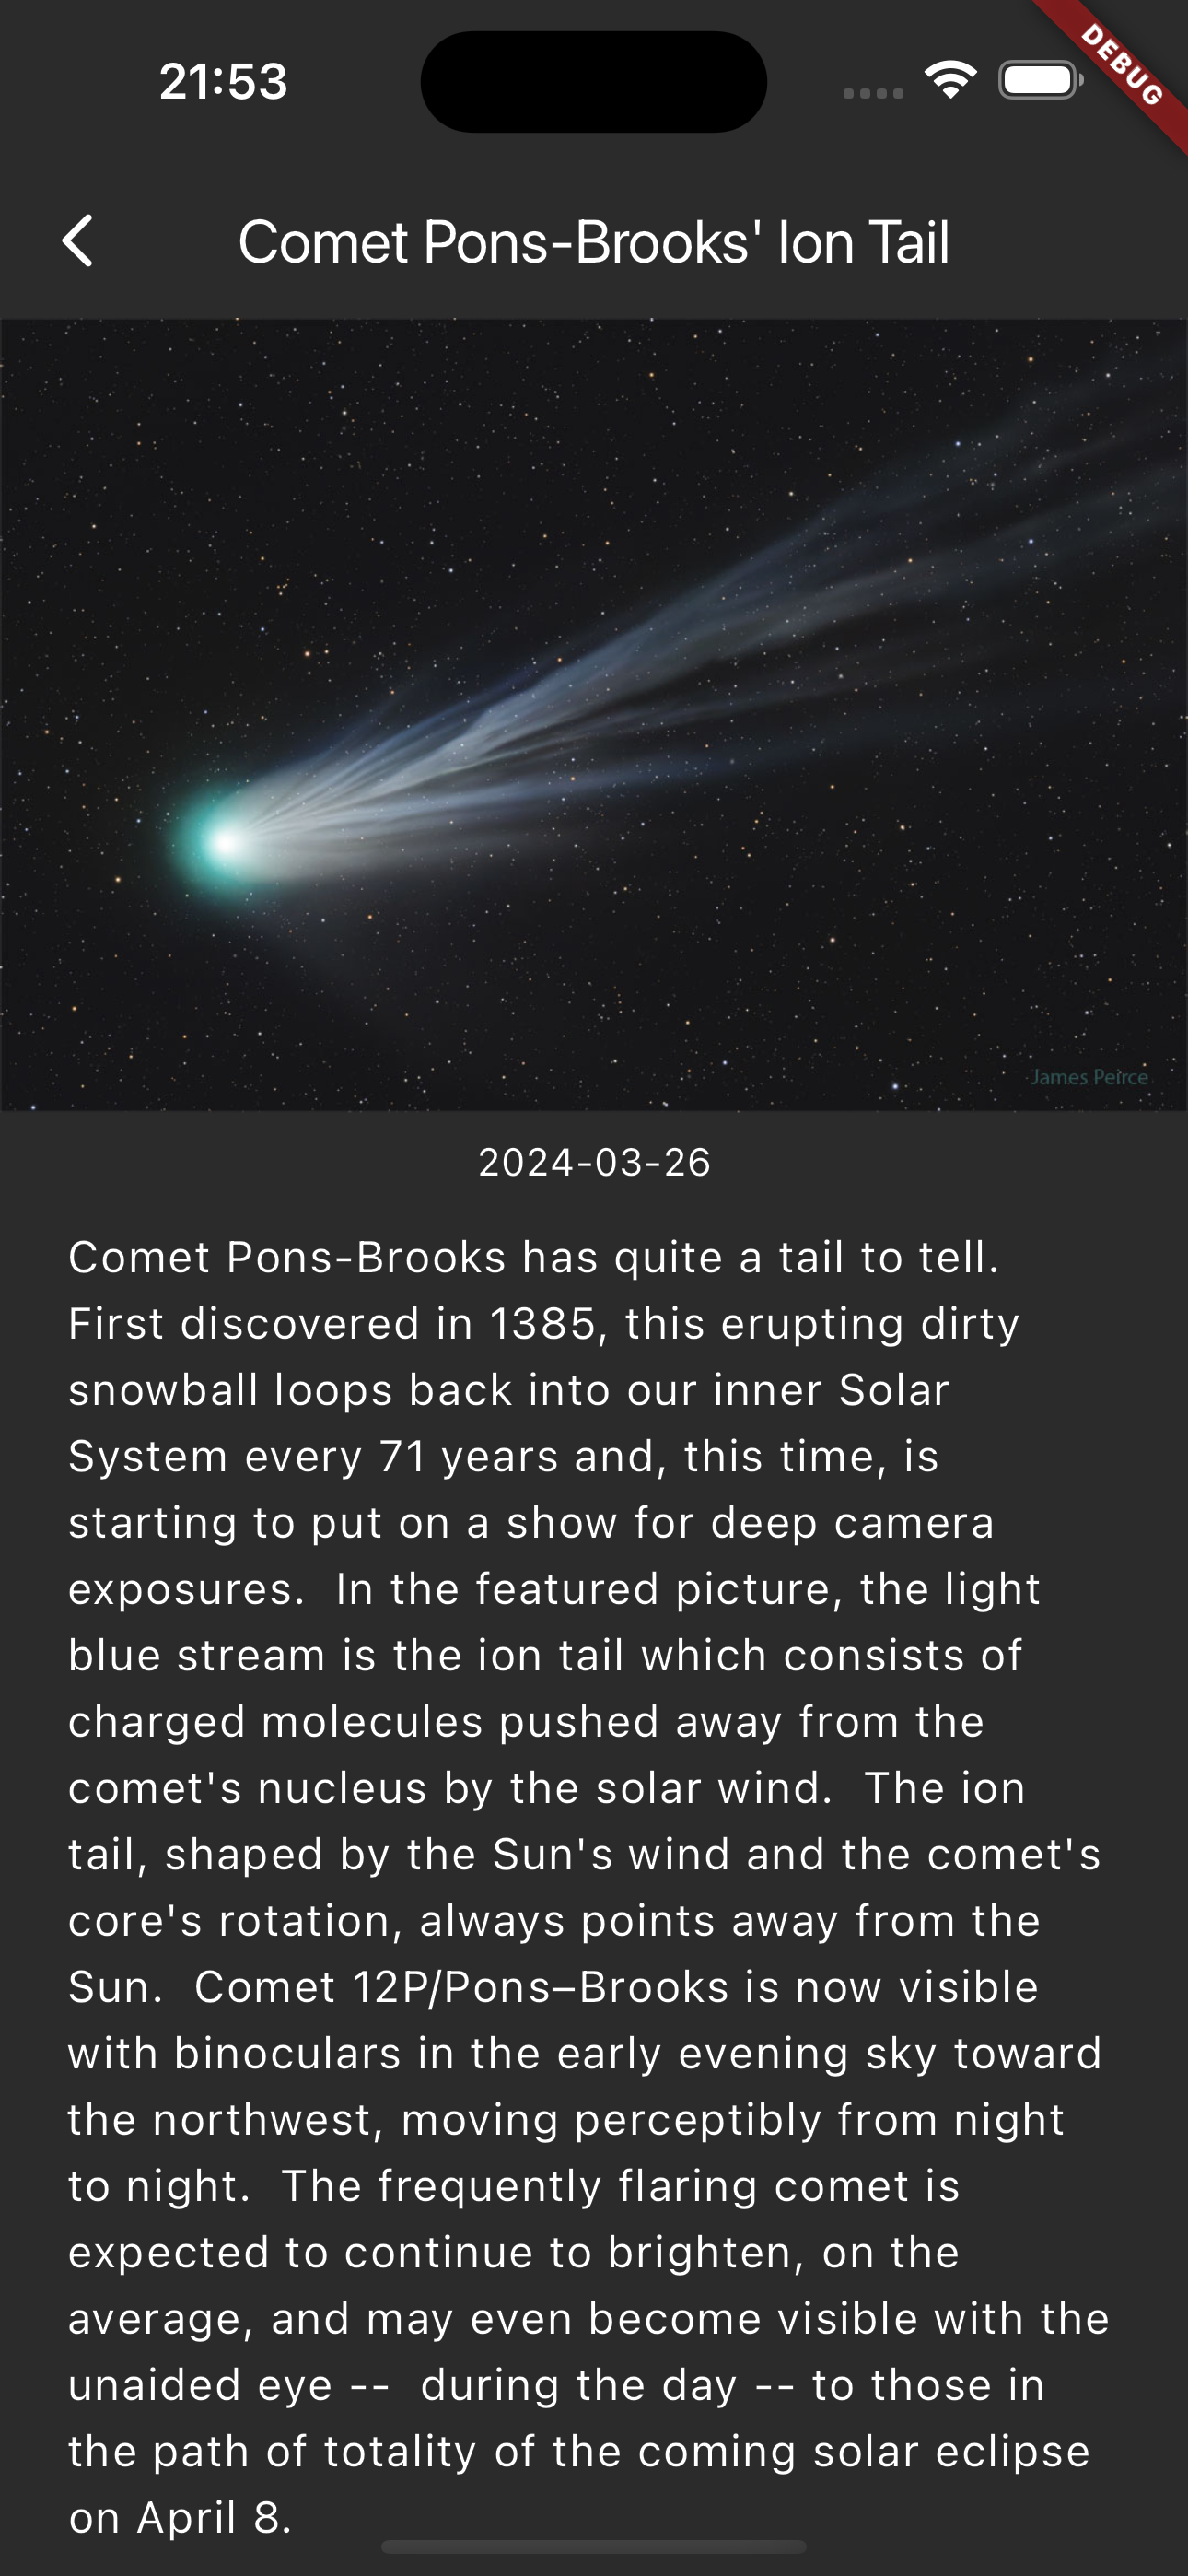 21:53
DEBUG
Comet Pons-Brooks' Ion Tail
James Peirce
2024-03-26
Comet Pons-Brooks has quite a tail to tell.
First discovered in 1385, this erupting dirty
snowball loops back into our inner Solar
System every 71 years and, this time, is
starting to put on a show for deep camera
exposures.  In the featured picture, the light
blue stream is the ion tail which consists of
charged molecules pushed away from the
comet's nucleus by the solar wind.  The ion
tail, shaped by the Sun's wind and the comet's
core's rotation, always points away from the
Sun.  Comet 12P/Pons–Brooks is now visible
with binoculars in the early evening sky toward
the northwest, moving perceptibly from night
to night.  The frequently flaring comet is
expected to continue to brighten, on the
average, and may even become visible with the
unaided eye --  during the day -- to those in
the path of totality of the coming solar eclipse
on April 8.